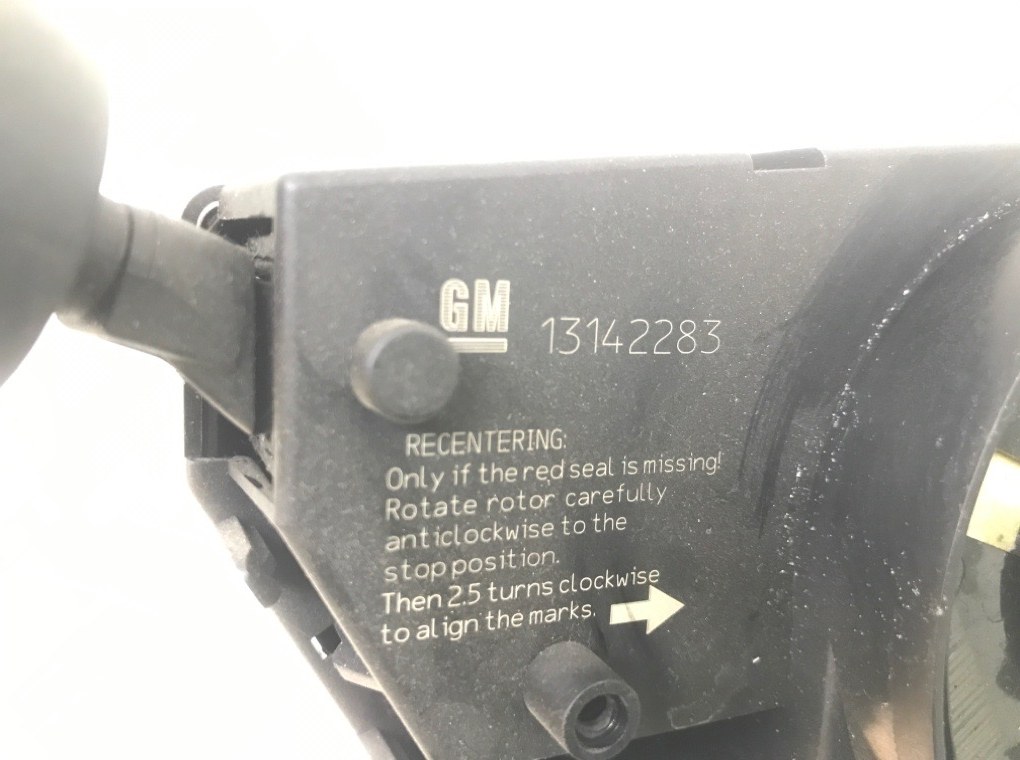 GM 13142283
RECENTERING:
Only if the red seal is missing!
Rotate rotor carefully
anticlockwise to the
stop position.
Then 2.5 turns clockwise
to align the marks.